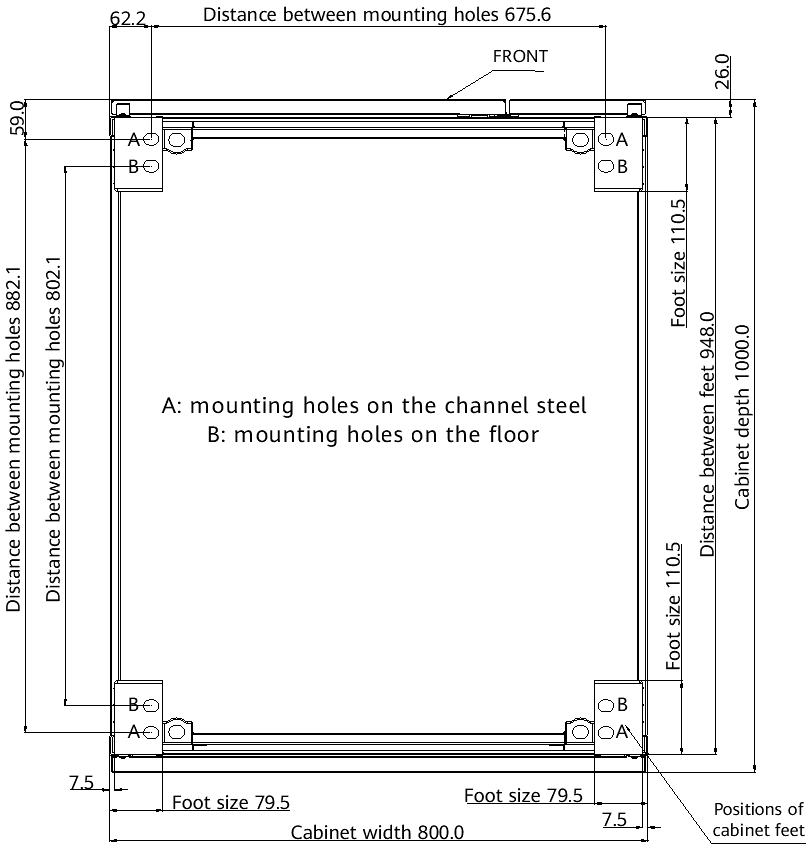 62.2
Distance between mounting holes 675.6
FRONT
26.0
59.0
A
B
A
B
Foot size 110.5
Distance between mounting holes 882.1
Distance between mounting holes 802.1
Distance between feet 948.0
Cabinet depth 1000.0
A: mounting holes on the channel steel
B: mounting holes on the floor
Foot size 110.5
B
A
B
A
7.5
Foot size 79.5
Foot size 79.5
7.5
Positions of
cabinet feet
Cabinet width 800.0